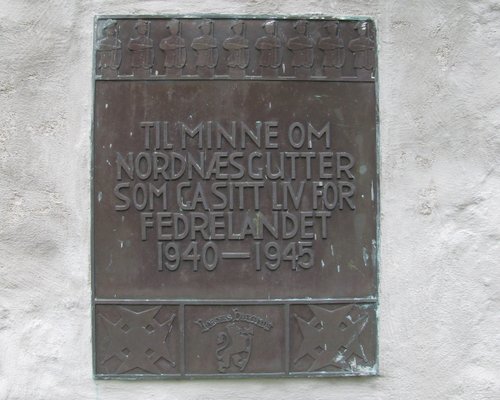 TIL MINNE OM
NORDNÆSGUTTER
SOM GA SITT LIV FOR
FEDRELANDET
1940—1945